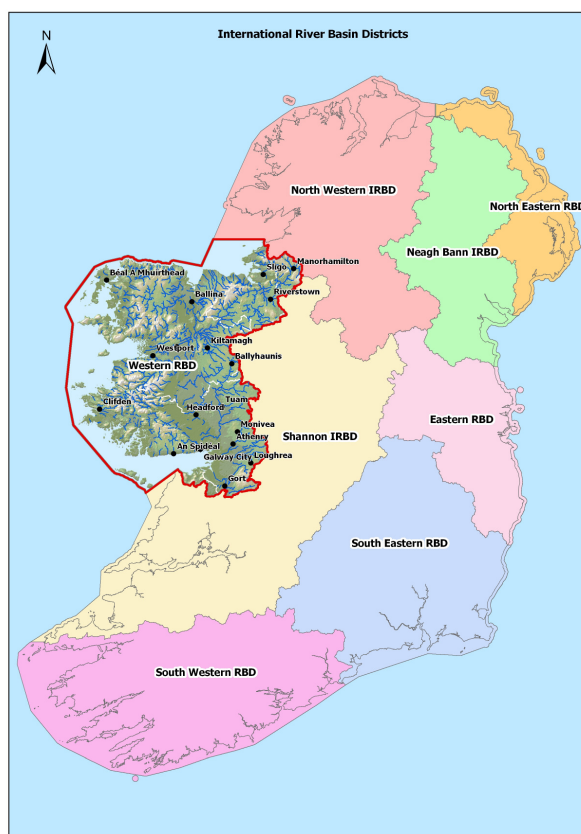 International River Basin Districts
N
North Western IRBD
North Eastern RBD
Neagh Bann IRBD
Manorhamilton
Sligo
Béal A Mhuirthead
Riverstown
Ballina
Kiltamagh
Westport
Ballyhaunis
Western RBD
Tuam
Clifden
Headford
Eastern RBD
Monivea
Shannon IRBD
Athenry
An Spideal
Galway City
Loughrea
Gort
South Eastern RBD
South Western RBD